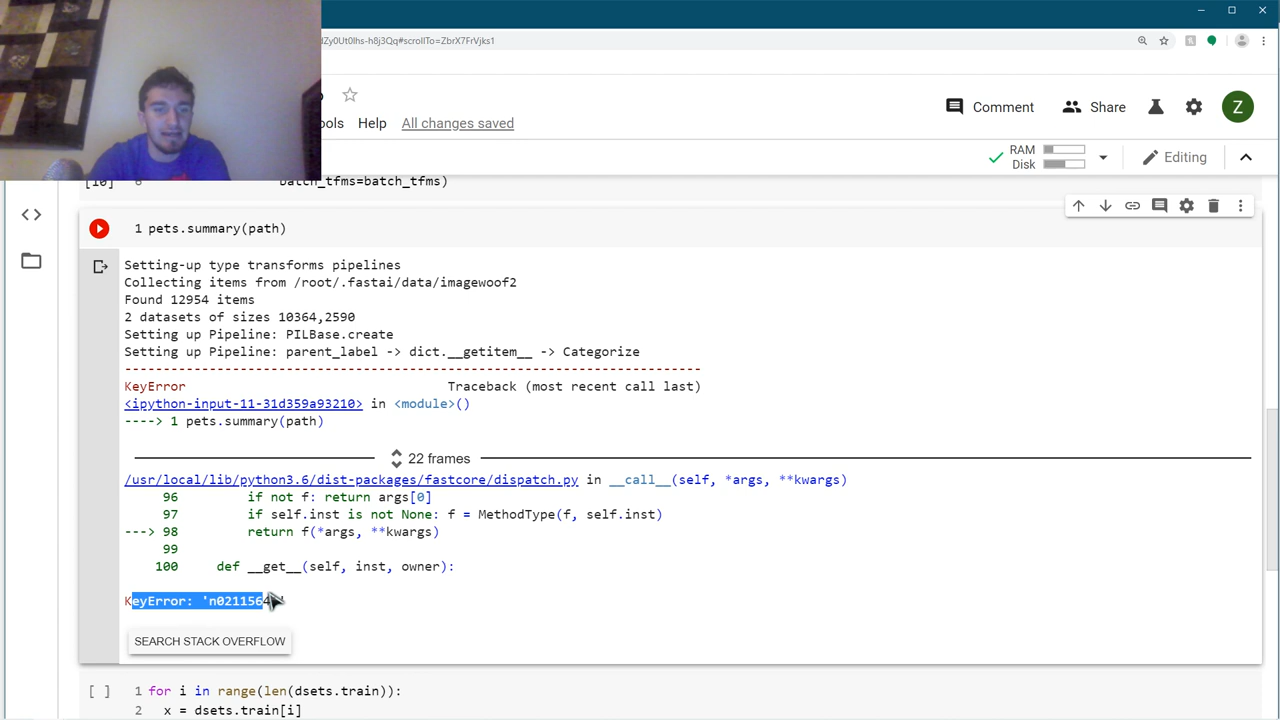 dZy0Ut0lhs-h8j3Qq#scrollTo=ZbrX7FrVjks1
Comment
Share
Z
ools Help All changes saved
RAM
Disk
Editing
[10] 6 batch_tfms=batch_tfms)
1 pets.summary(path)
Setting-up type transforms pipelines
Collecting items from /root/.fastai/data/imagewoof2
Found 12954 items
2 datasets of sizes 10364,2590
Setting up Pipeline: PILBase.create
Setting up Pipeline: parent_label -> dict.__getitem__ -> Categorize
---------------------------------------------------------------------------
KeyError Traceback (most recent call last)
<ipython-input-11-31d359a93210> in <module>()
----> 1 pets.summary(path)
22 frames
/usr/local/lib/python3.6/dist-packages/fastcore/dispatch.py in __call__(self, *args, **kwargs)
96 if not f: return args[0]
97 if self.inst is not None: f = MethodType(f, self.inst)
---> 98 return f(*args, **kwargs)
99
100 def __get__(self, inst, owner):
KeyError: 'n0211564
SEARCH STACK OVERFLOW
[ ] 1 for i in range(len(dsets.train)):
2 x = dsets.train[i]